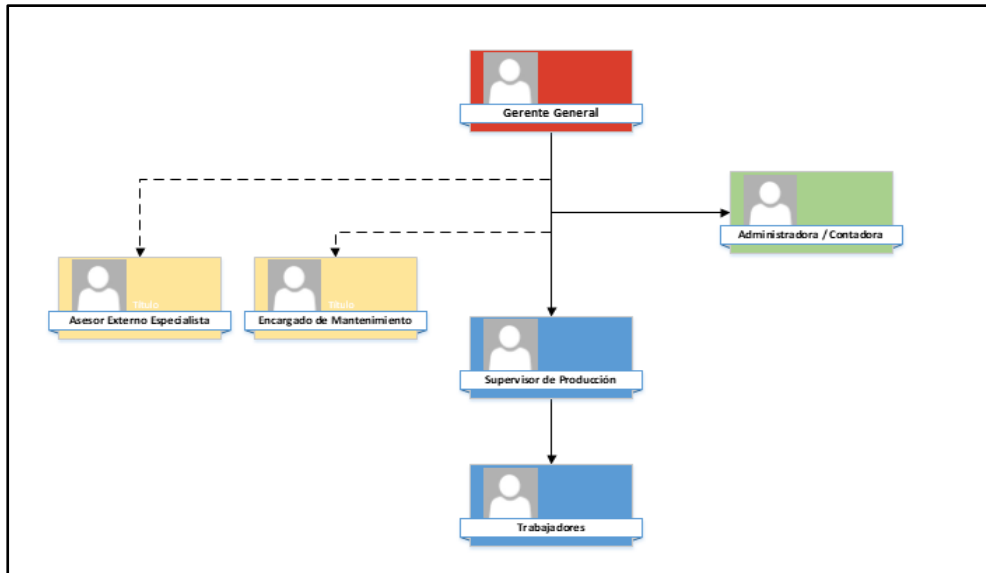 Gerente General
Administradora / Contadora
Título
Asesor Externo Especialista
Título
Encargado de Mantenimiento
Supervisor de Producción
Trabajadores